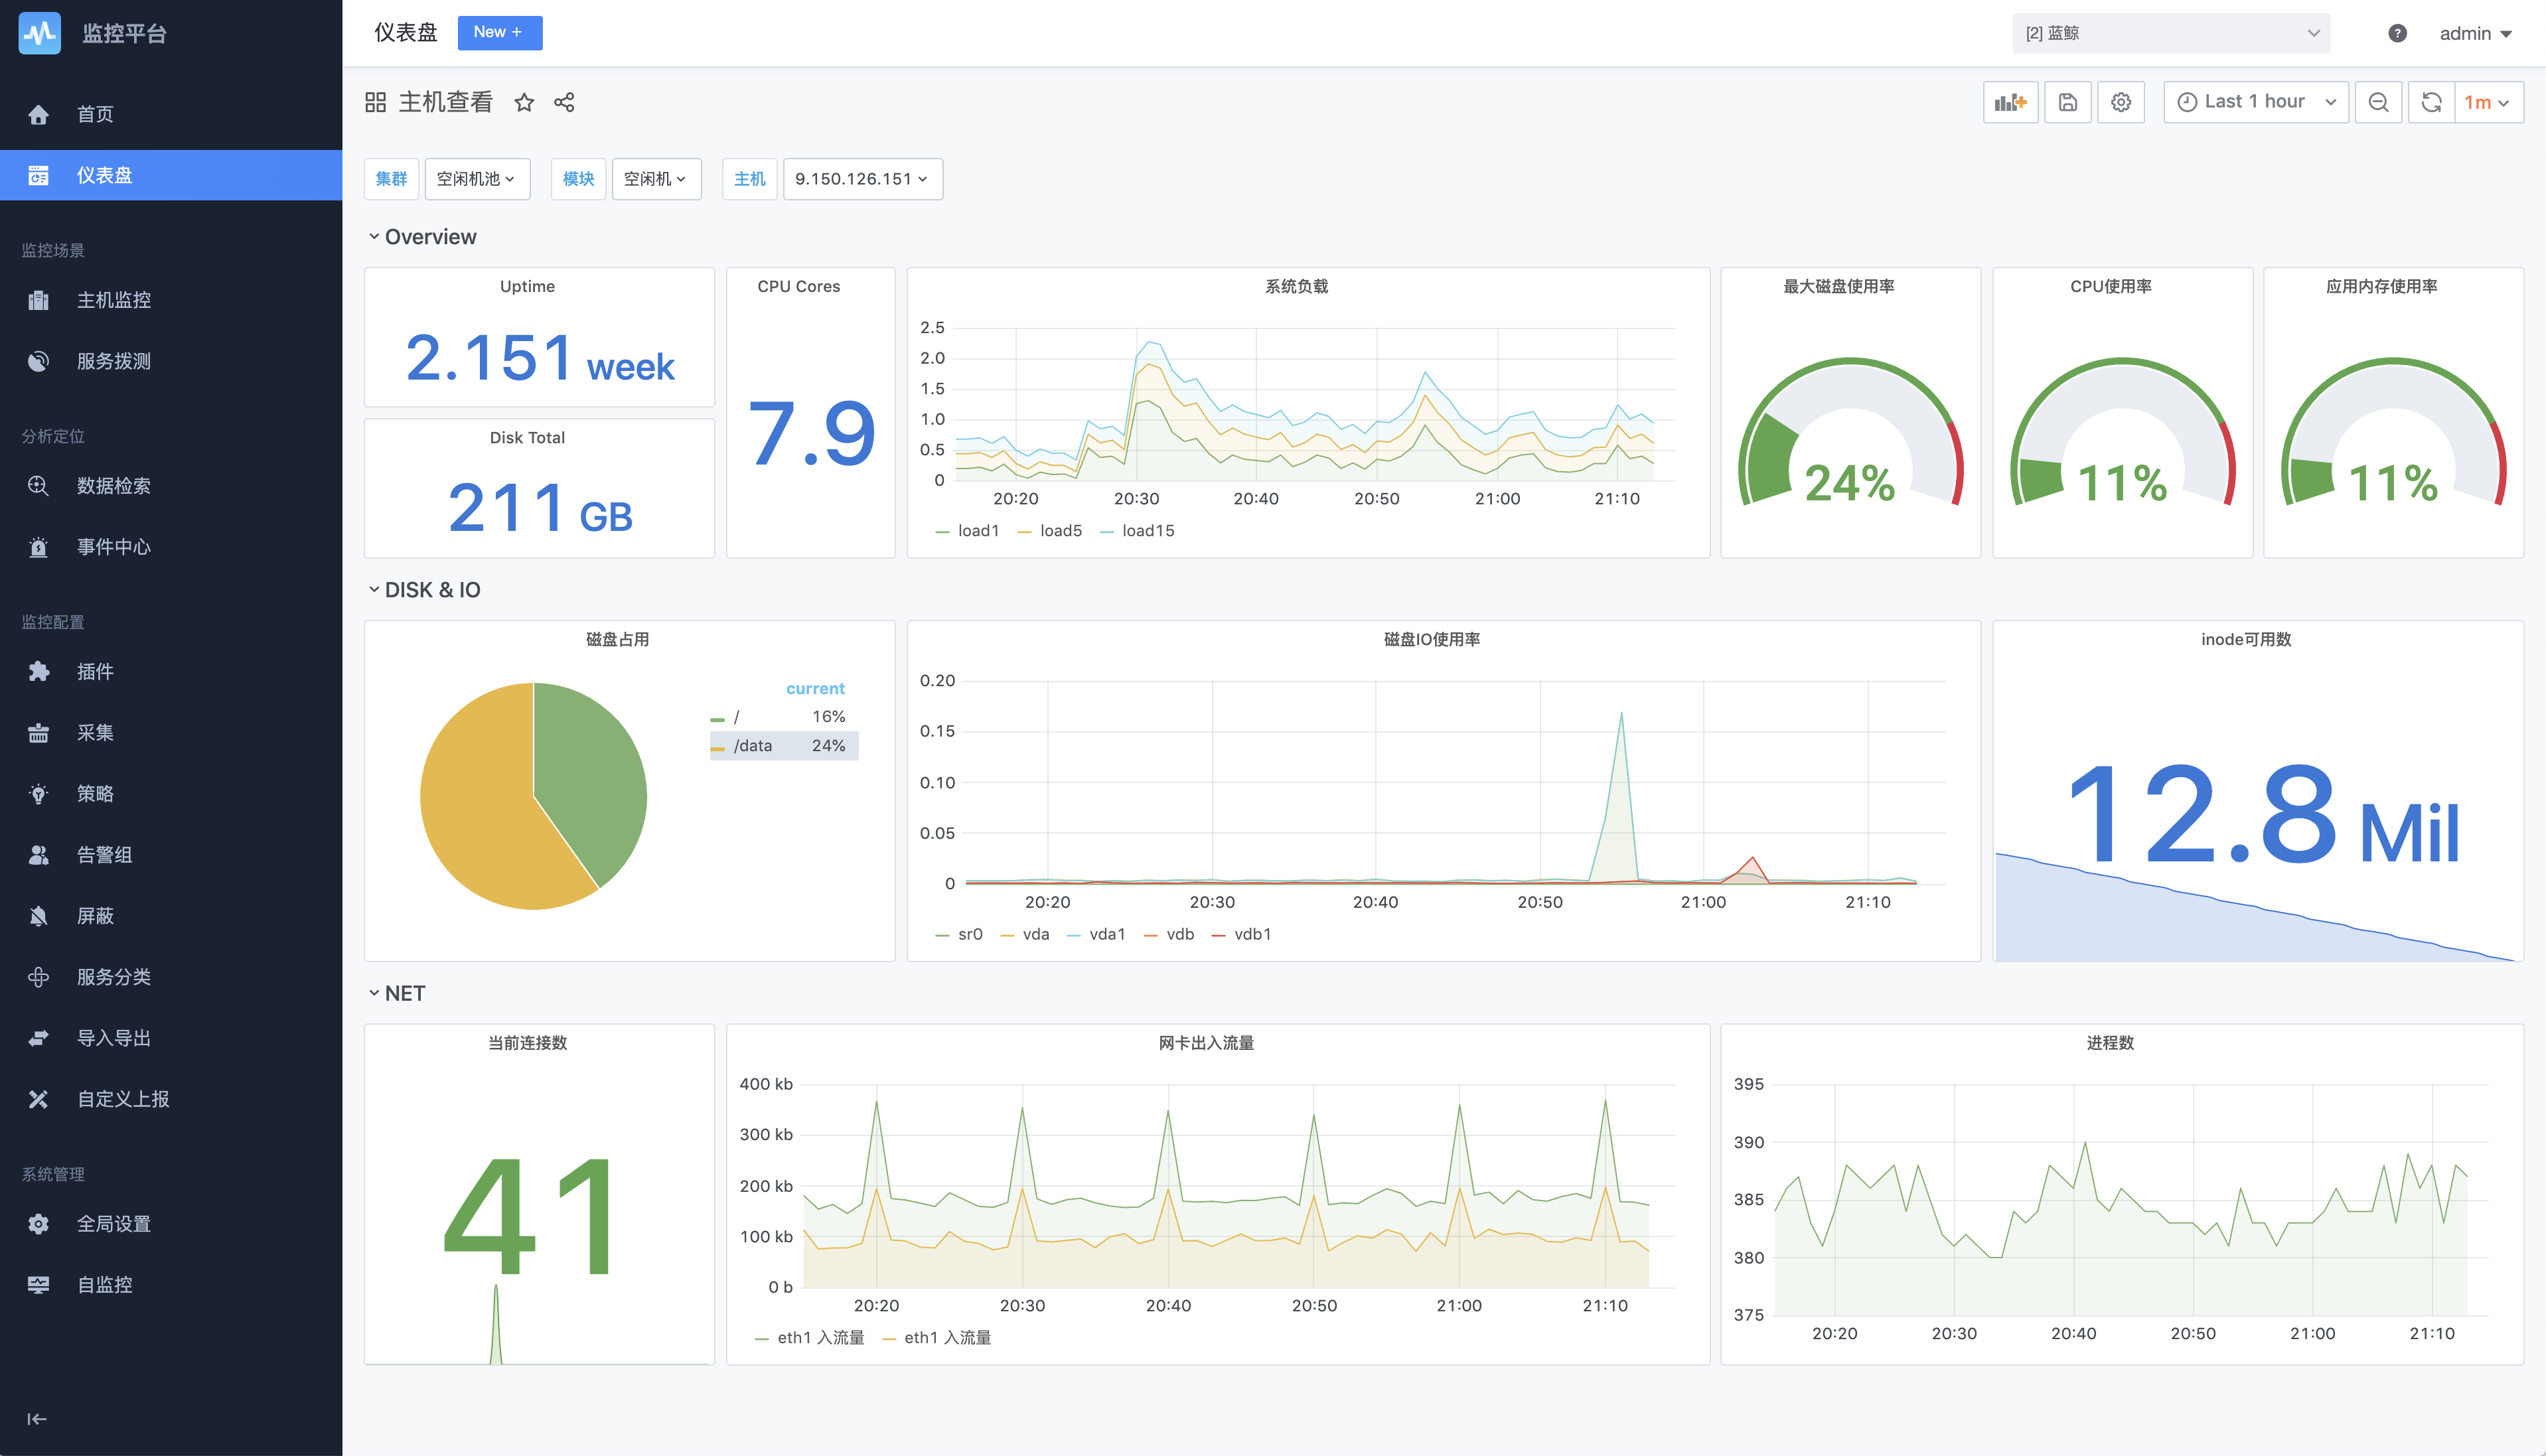 监控平台
首页
仪表盘
监控场景
主机监控
服务拨测
分析定位
数据检索
事件中心
监控配置
插件
采集
策略
告警组
屏蔽
服务分类
导入导出
自定义上报
系统管理
全局设置
自监控
仪表盘 New +
[2] 蓝鲸
? admin
主机查看
Last 1 hour
1m
集群 空闲机池 模块 空闲机 主机 9.150.126.151
Overview
Uptime
2.151 week
Disk Total
211 GB
CPU Cores
7.9
系统负载
2.5
2.0
1.5
1.0
0.5
0
20:20 20:30 20:40 20:50 21:00 21:10
load1 load5 load15
最大磁盘使用率
24%
CPU使用率
11%
应用内存使用率
11%
DISK & IO
磁盘占用
current
/ 16%
/data 24%
磁盘IO使用率
0.20
0.15
0.10
0.05
0
20:20 20:30 20:40 20:50 21:00 21:10
sr0 vda vda1 vdb vdb1
inode可用数
12.8 Mil
NET
当前连接数
41
网卡出入流量
400 kb
300 kb
200 kb
100 kb
0 b
20:20 20:30 20:40 20:50 21:00 21:10
eth1 入流量 eth1 入流量
进程数
395
390
385
380
375
20:20 20:30 20:40 20:50 21:00 21:10